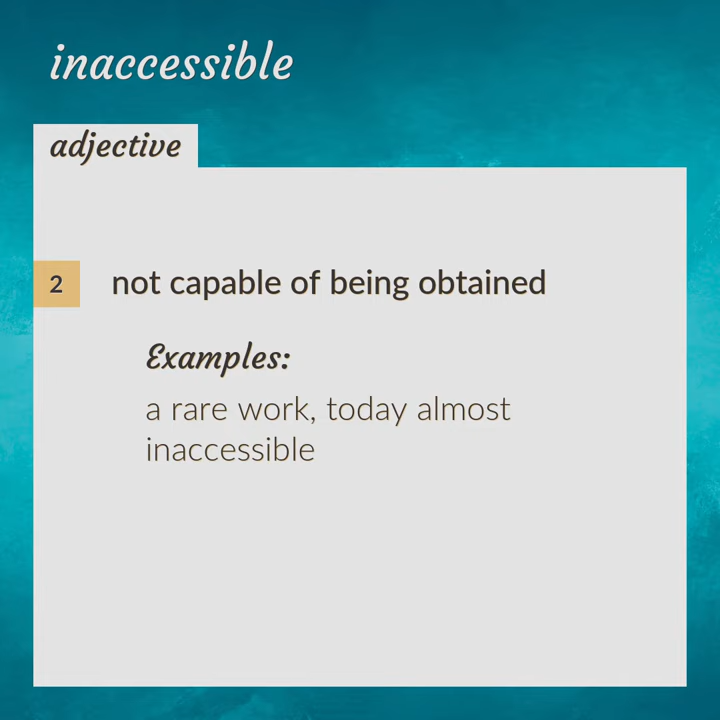 inaccessible
adjective
2
not capable of being obtained
Examples:
a rare work, today almost
inaccessible